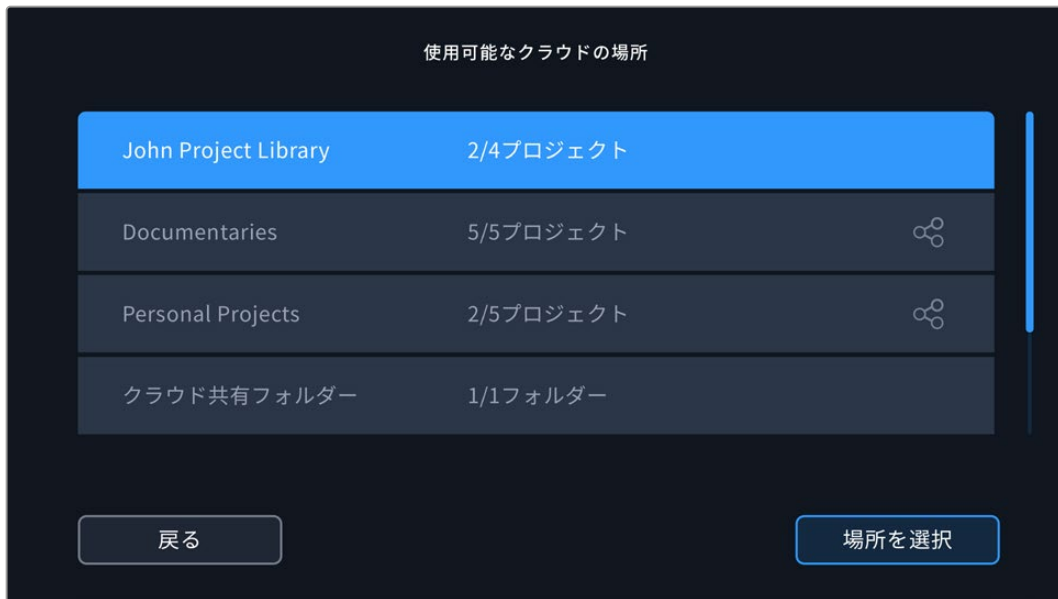 使用可能なクラウドの場所
John Project Library 2/4プロジェクト
Documentaries 5/5プロジェクト
Personal Projects 2/5プロジェクト
クラウド共有フォルダー 1/1フォルダー
戻る 場所を選択